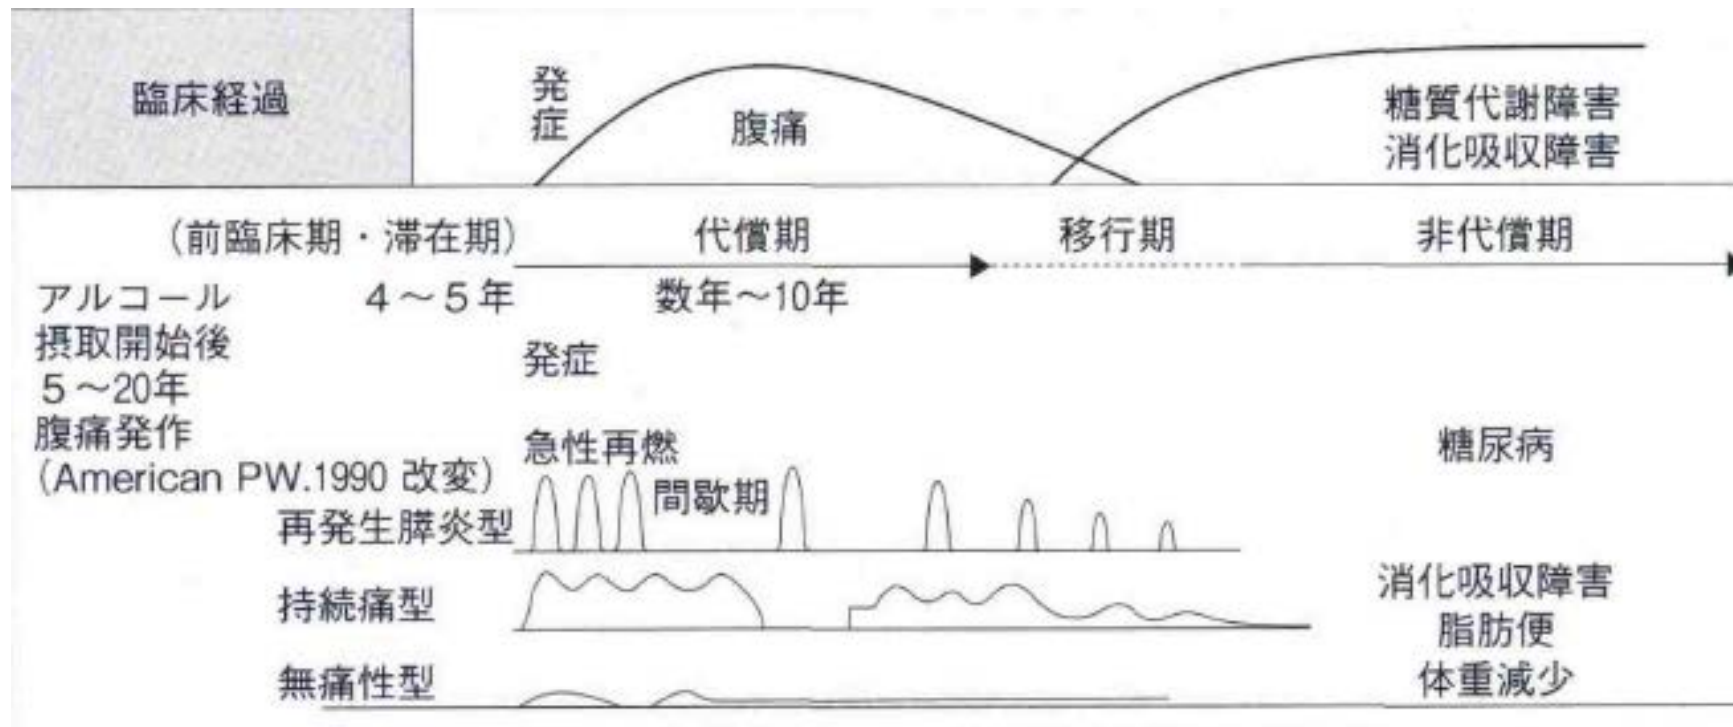 臨床経過
発症
腹痛
糖質代謝障害
消化吸収障害
(前臨床期・滞在期) 代償期 移行期 非代償期
アルコール 4～5年 数年～10年
摂取開始後
5～20年
発症
腹痛発作
(American PW.1990 改変)
急性再燃
糖尿病
間歇期
再発生膵炎型
持続痛型
消化吸収障害
脂肪便
無痛性型
体重減少